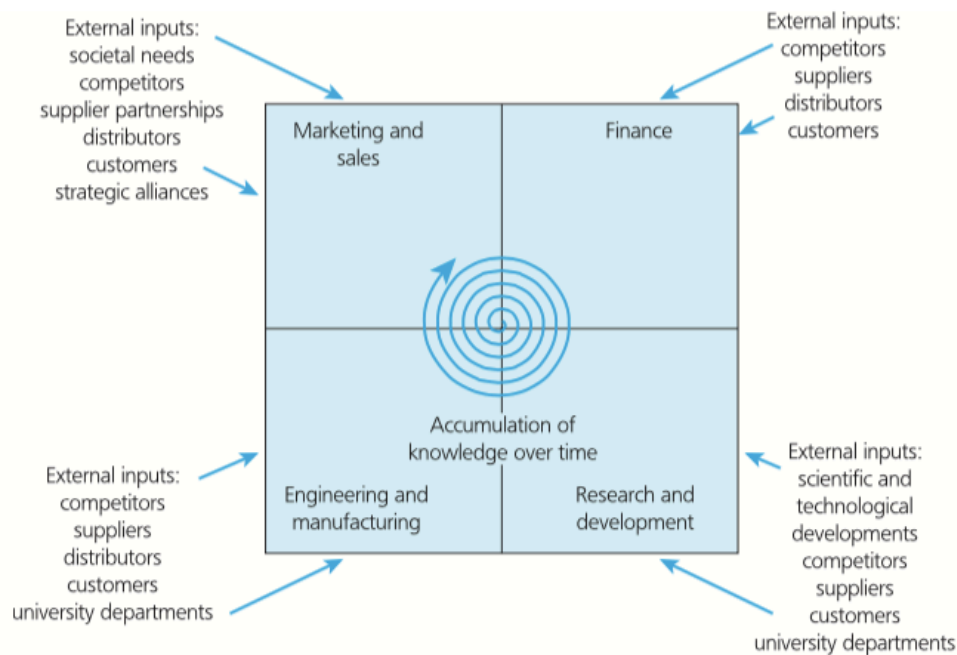 External inputs:
societal needs
competitors
supplier partnerships
distributors
customers
strategic alliances
External inputs:
competitors
suppliers
distributors
customers
Marketing and
sales
Finance
Accumulation of
knowledge over time
Engineering and
manufacturing
Research and
development
External inputs:
competitors
suppliers
distributors
customers
university departments
External inputs:
scientific and
technological
developments
competitors
suppliers
customers
university departments